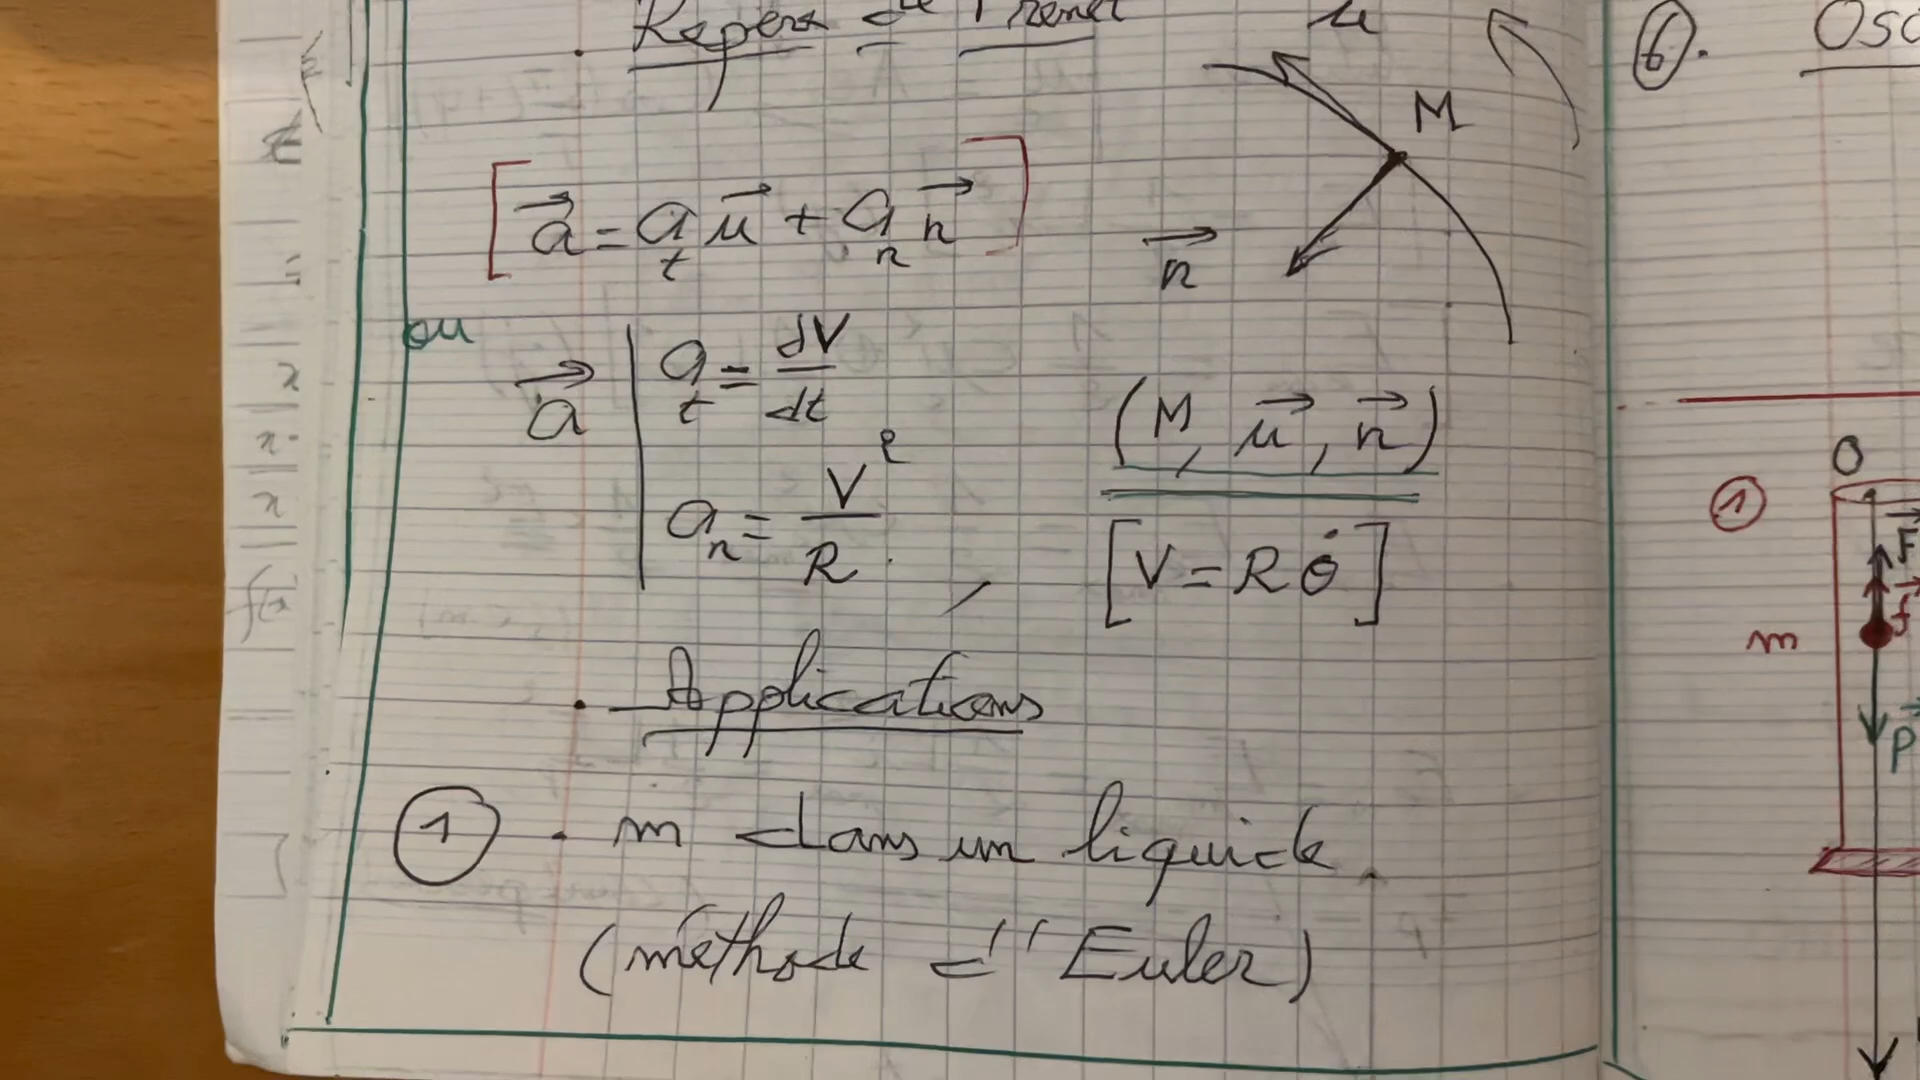 . Repère de Frenet
u
M
[ a⃗ = a_t u⃗ + a_n n⃗ ]
n⃗
ou
a⃗ | a_t = dV/dt
a_n = V²/R ,
(M, u⃗, n⃗)
[V = R θ̇]
. Applications
① . m dans un liquide.
(méthode d'' Euler)
⑥. Osc
O
①
F⃗
f⃗
m
P⃗